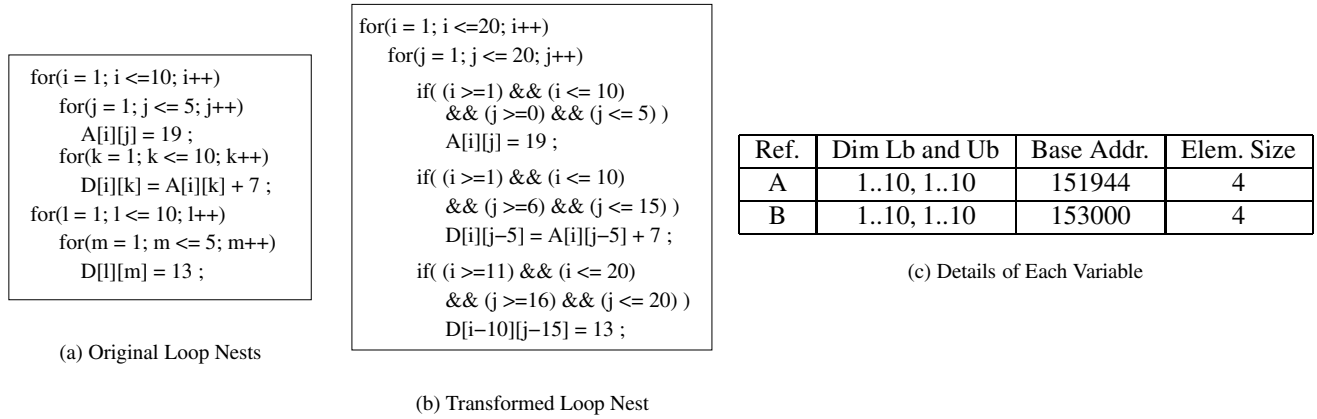 for(i = 1; i <=10; i++)
for(j = 1; j <= 5; j++)
A[i][j] = 19 ;
for(k = 1; k <= 10; k++)
D[i][k] = A[i][k] + 7 ;
for(l = 1; l <= 10; l++)
for(m = 1; m <= 5; m++)
D[l][m] = 13 ;
(a) Original Loop Nests
for(i = 1; i <=20; i++)
for(j = 1; j <= 20; j++)
if( (i >=1) && (i <= 10)
&& (j >=0) && (j <= 5) )
A[i][j] = 19 ;
if( (i >=1) && (i <= 10)
&& (j >=6) && (j <= 15) )
D[i][j−5] = A[i][j−5] + 7 ;
if( (i >=11) && (i <= 20)
&& (j >=16) && (j <= 20) )
D[i−10][j−15] = 13 ;
(b) Transformed Loop Nest
Ref. Dim Lb and Ub Base Addr. Elem. Size
A 1..10, 1..10 151944 4
B 1..10, 1..10 153000 4
(c) Details of Each Variable